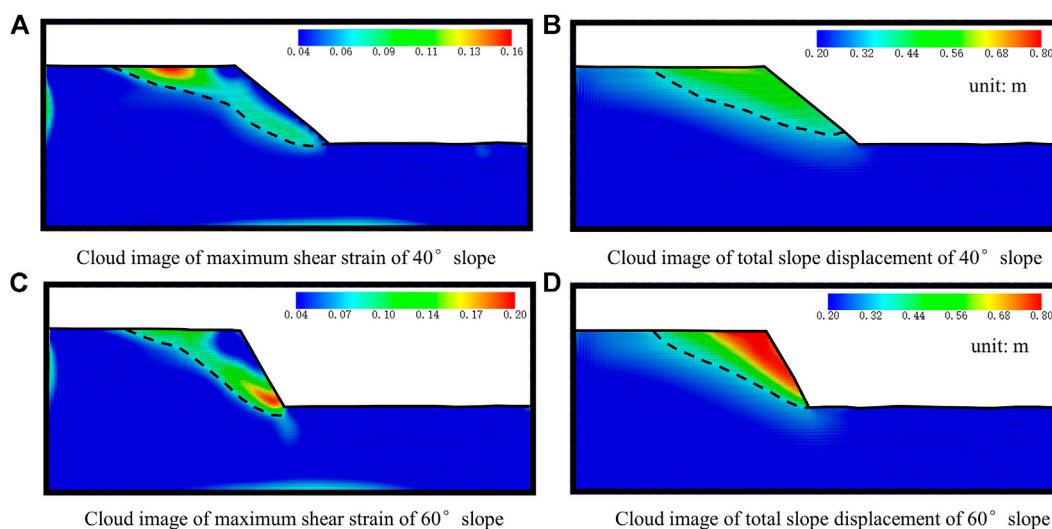 A
0.04 0.06 0.09 0.11 0.13 0.16
Cloud image of maximum shear strain of 40° slope
B
0.20 0.32 0.44 0.56 0.68 0.80
unit: m
Cloud image of total slope displacement of 40° slope
C
0.04 0.07 0.10 0.14 0.17 0.20
Cloud image of maximum shear strain of 60° slope
D
0.20 0.32 0.44 0.56 0.68 0.80
unit: m
Cloud image of total slope displacement of 60° slope